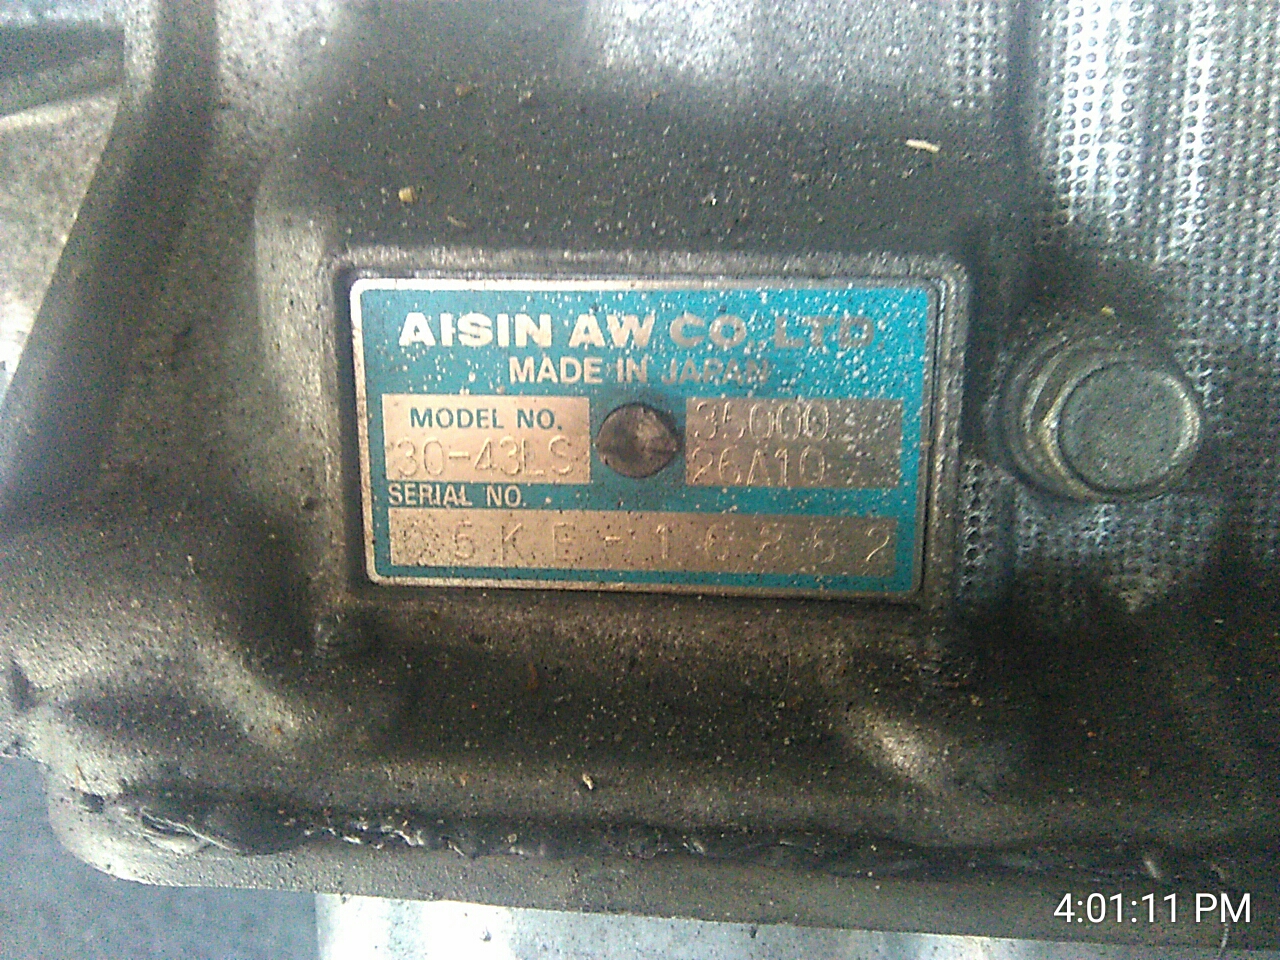 AISIN AW CO., LTD
MADE IN JAPAN
MODEL NO.
30-43LS
35000
26A10
SERIAL NO.
4:01:11 PM